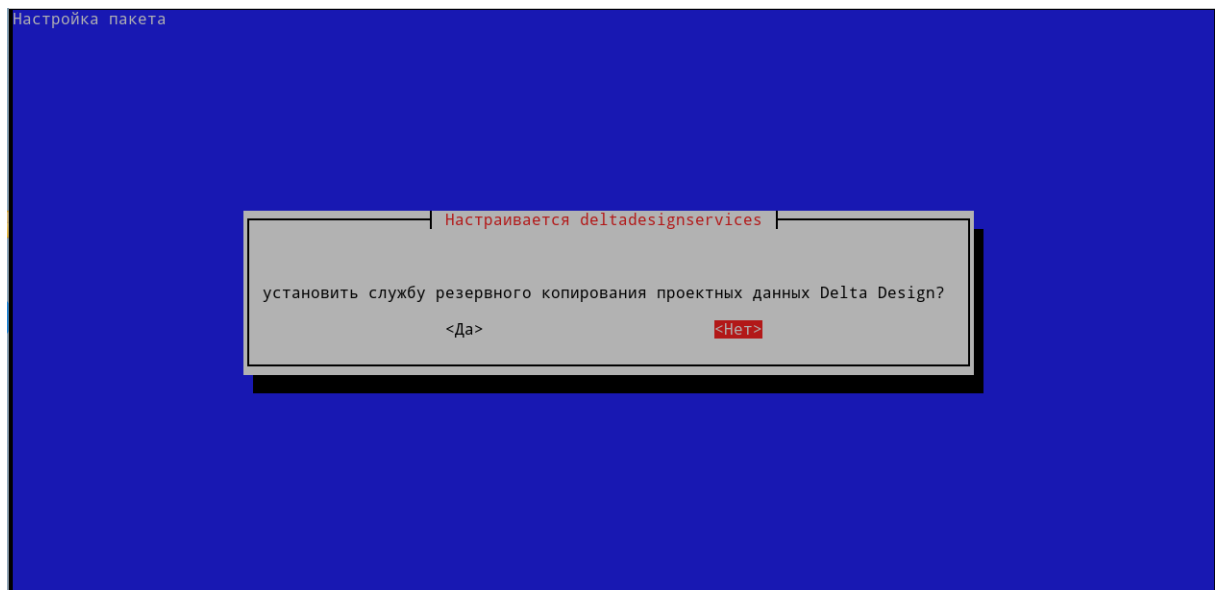 Настройка пакета
Настраивается deltadesignservices
установить службу резервного копирования проектных данных Delta Design?
<Да> <Нет>